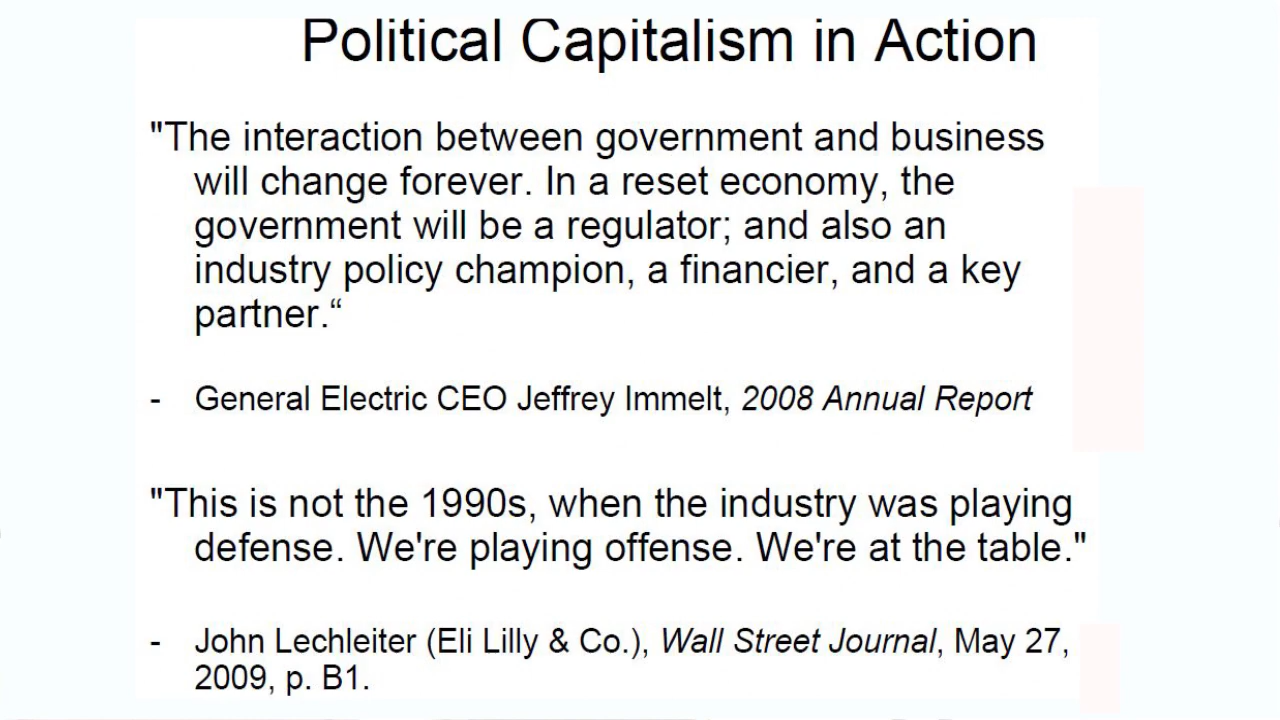 Political Capitalism in Action
"The interaction between government and business
will change forever. In a reset economy, the
government will be a regulator; and also an
industry policy champion, a financier, and a key
partner.“
- General Electric CEO Jeffrey Immelt, 2008 Annual Report
"This is not the 1990s, when the industry was playing
defense. We're playing offense. We're at the table."
- John Lechleiter (Eli Lilly & Co.), Wall Street Journal, May 27,
2009, p. B1.